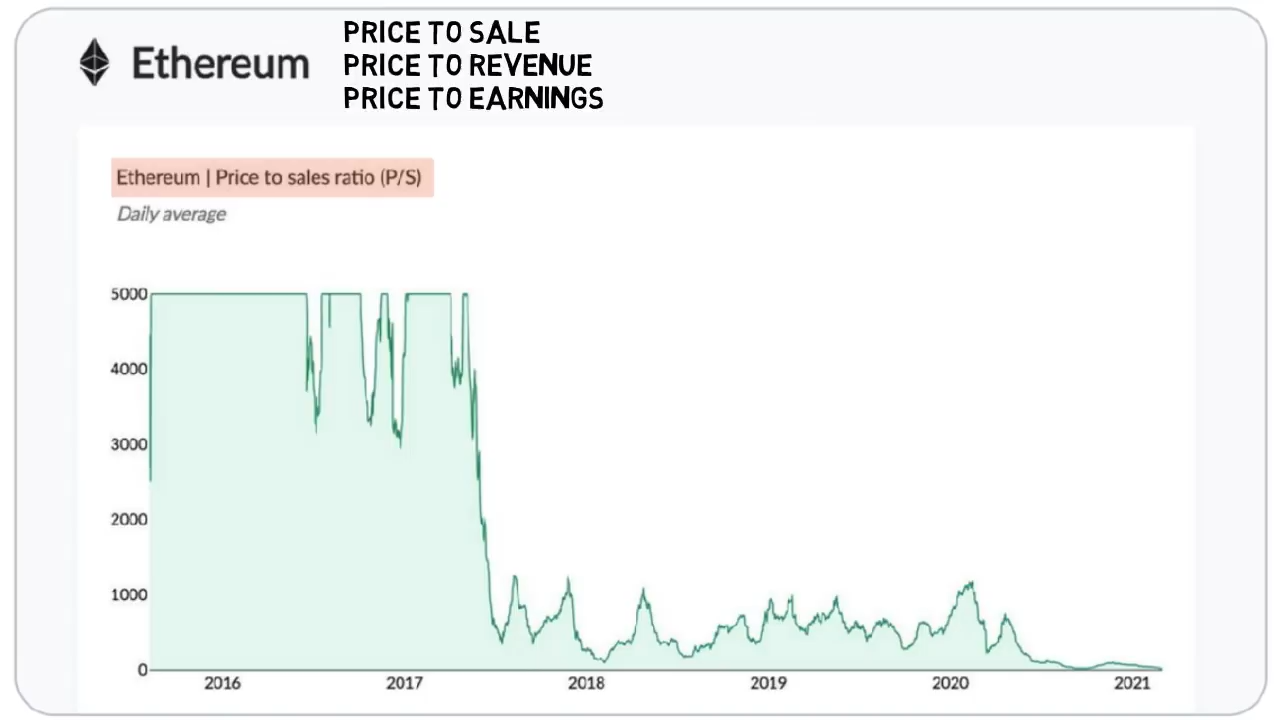 Ethereum
PRICE TO SALE
PRICE TO REVENUE
PRICE TO EARNINGS
Ethereum | Price to sales ratio (P/S)
Daily average
5000
4000
3000
2000
1000
0
2016 2017 2018 2019 2020 2021